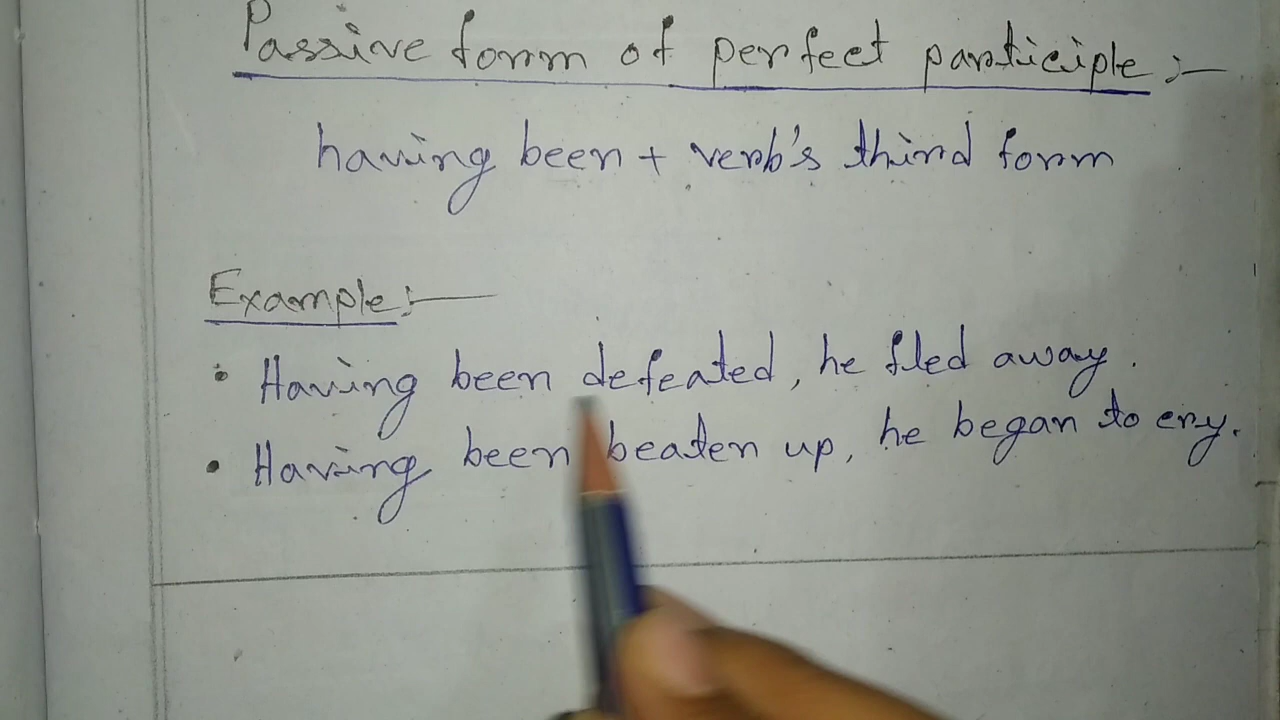 Passive form of perfect participle :-
having been + verb's third form
Example :-
• Having been defeated, he fled away.
• Having been beaten up, he began to cry.